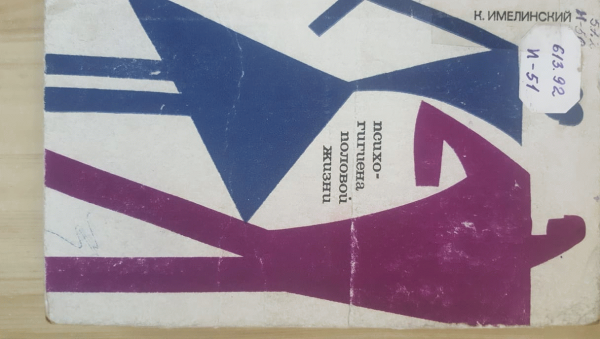 К. ИМЕЛИНСКИЙ
613.92
И-51
психо-
гигиена
половой
жизни